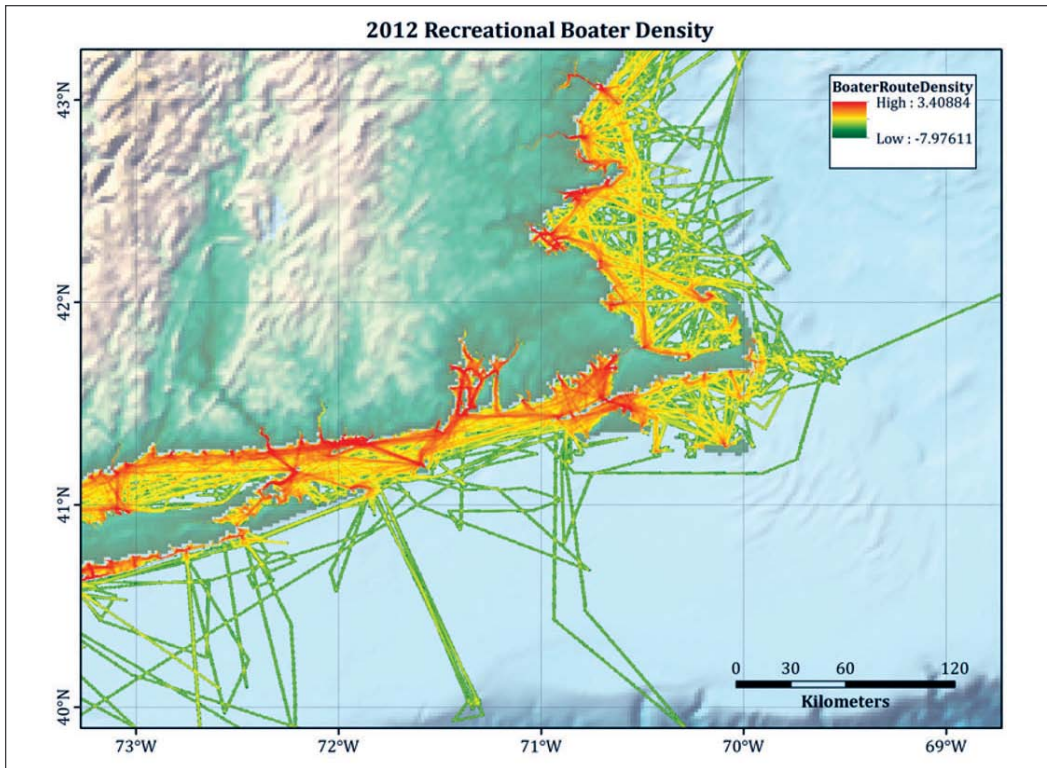 2012 Recreational Boater Density
BoaterRouteDensity
High : 3.40884
Low : -7.97611
43°N
42°N
41°N
40°N
0 30 60 120
Kilometers
73°W 72°W 71°W 70°W 69°W